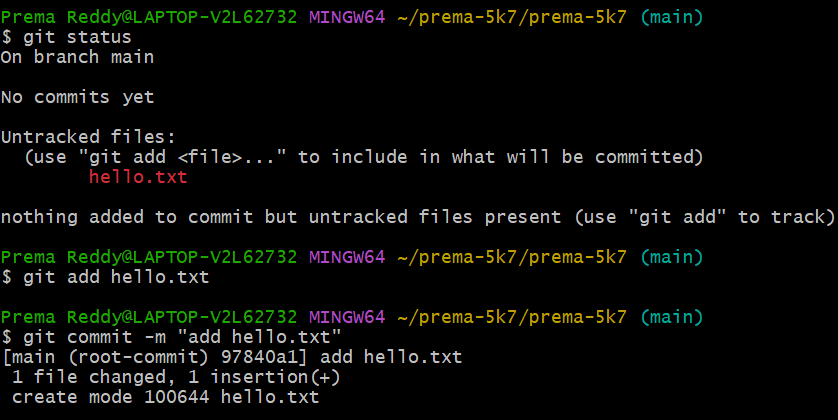 Prema Reddy@LAPTOP-V2L62732 MINGW64 ~/prema-5k7/prema-5k7 (main)
$ git status
On branch main
No commits yet
Untracked files:
  (use "git add <file>..." to include in what will be committed)
        hello.txt
nothing added to commit but untracked files present (use "git add" to track)
Prema Reddy@LAPTOP-V2L62732 MINGW64 ~/prema-5k7/prema-5k7 (main)
$ git add hello.txt
Prema Reddy@LAPTOP-V2L62732 MINGW64 ~/prema-5k7/prema-5k7 (main)
$ git commit -m "add hello.txt"
[main (root-commit) 97840a1] add hello.txt
 1 file changed, 1 insertion(+)
 create mode 100644 hello.txt